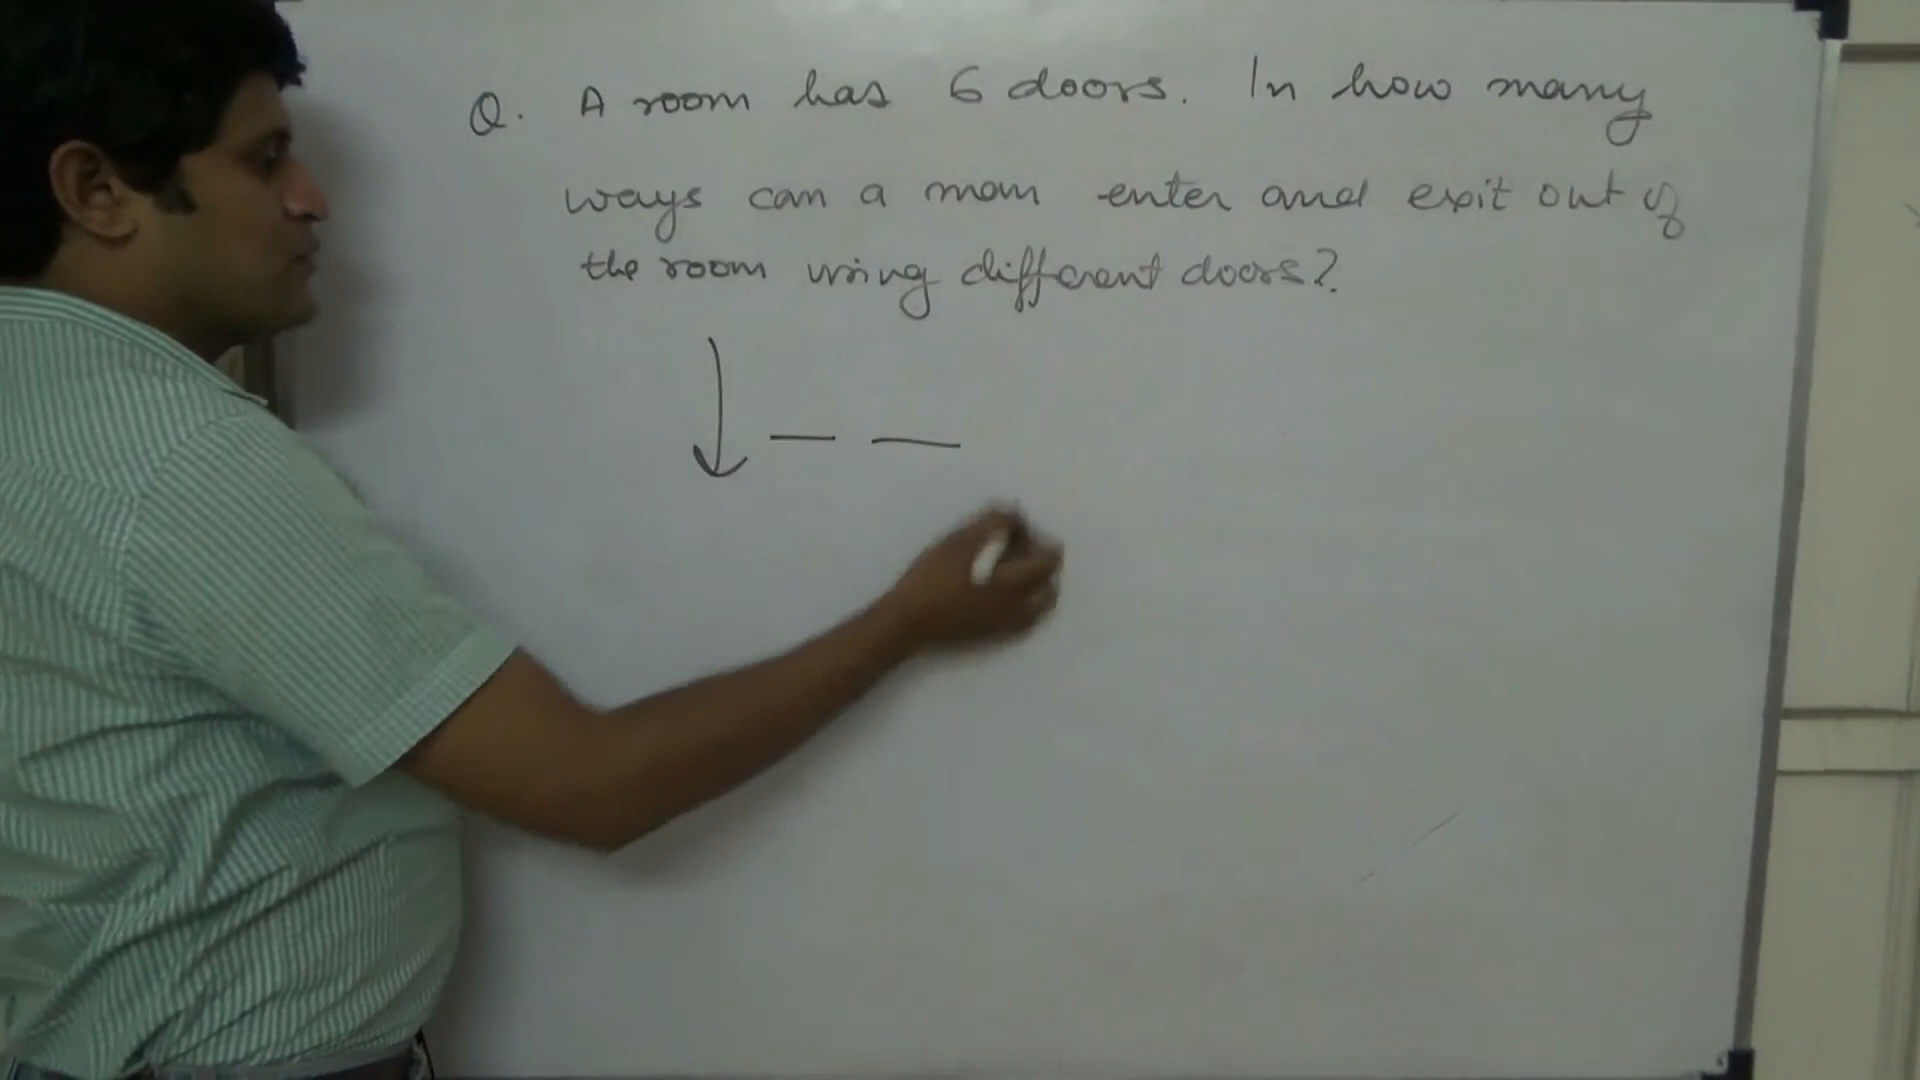 Q. A room has 6 doors. In how many
ways can a man enter and exit out of
the room using different doors?